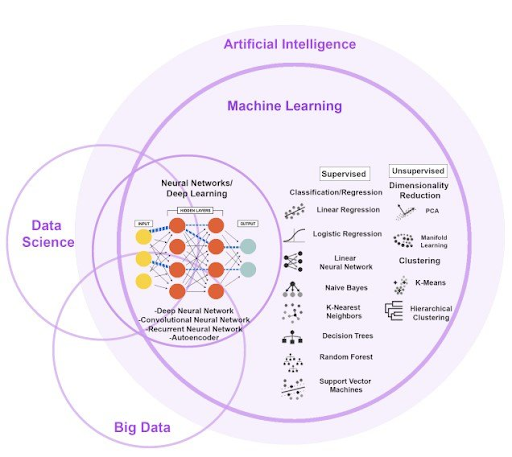 Artificial Intelligence
Machine Learning
Data
Science
Big Data
Neural Networks/
Deep Learning
HIDDEN LAYERS
INPUT
OUTPUT
-Deep Neural Network
-Convolutional Neural Network
-Recurrent Neural Network
-Autoencoder
Supervised
Classification/Regression
Linear Regression
Logistic Regression
Linear
Neural Network
Naive Bayes
K-Nearest
Neighbors
Decision Trees
Random Forest
Support Vector
Machines
Unsupervised
Dimensionality
Reduction
PCA
Manifold
Learning
Clustering
K-Means
Hierarchical
Clustering